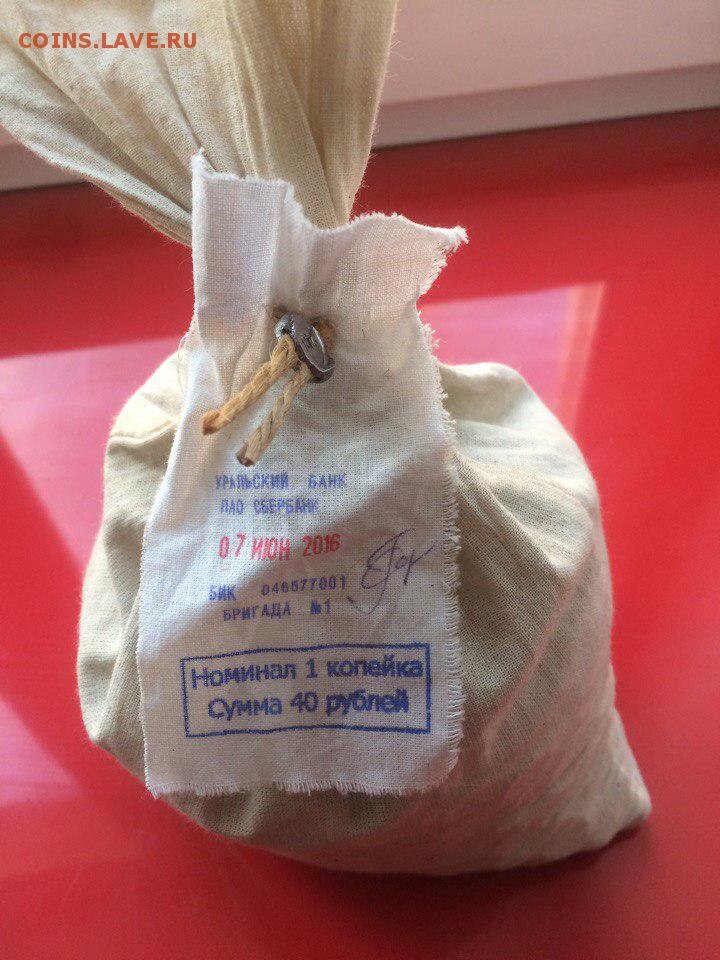 COINS.LAVE.RU
УРАЛЬСКИЙ БАНК
ПАО СБЕРБАНК
07 ИЮН 2016
БИК 046577001
БРИГАДА №1
Номинал 1 копейка
Сумма 40 рублей